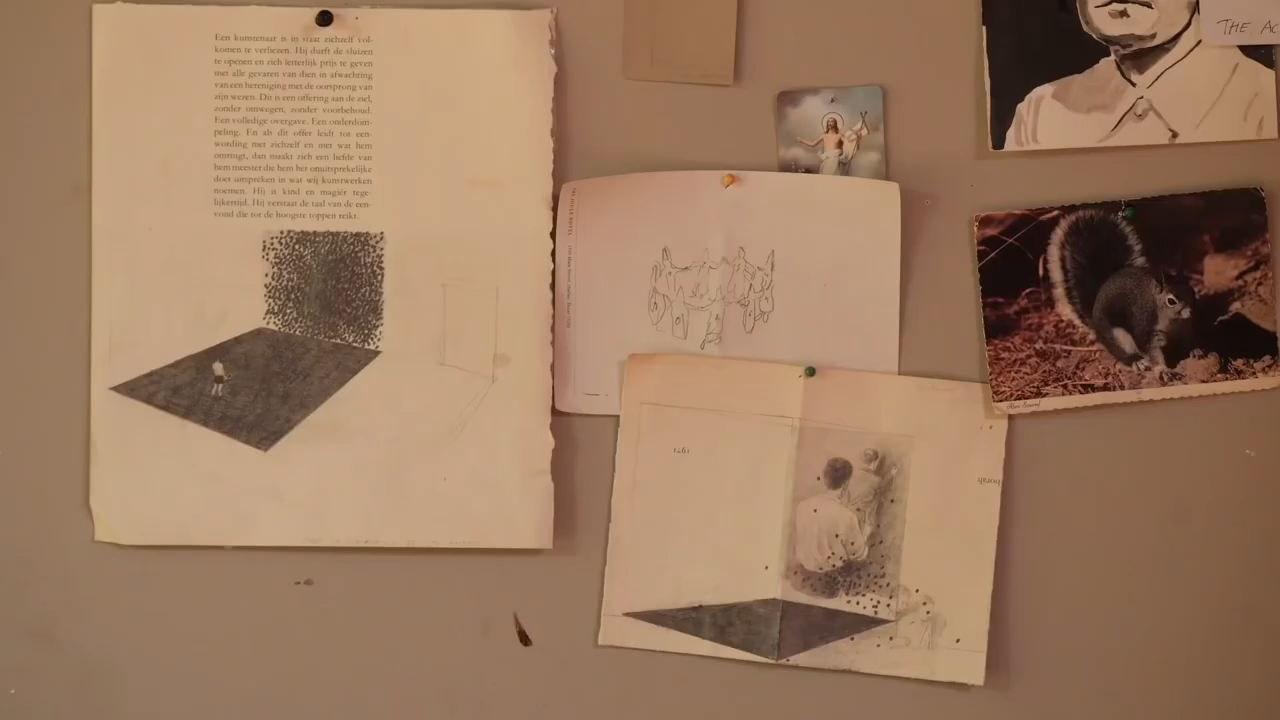 Een kunstenaar is in staat zichzelf vol-
komen te verliezen. Hij durft de sluizen
te openen en zich letterlijk prijs te geven
met alle gevaren van dien in afwachting
van een hereniging met de oorsprong van
zijn wezen. Dit is een offering aan de ziel,
zonder omwegen, zonder voorbehoud.
Een volledige overgave. Een onderdom-
peling. En als dit offer leidt tot een-
wording met zichzelf en met wat hem
omringt, dan maakt zich een liefde van
hem meester die hem het onuitsprekelijke
doet uitspreken in wat wij kunstwerken
noemen. Hij is kind en magiër tege-
lijkertijd. Hij verstaat de taal van de een-
voud die tot de hoogste toppen reikt.
THE AC
1971
horah